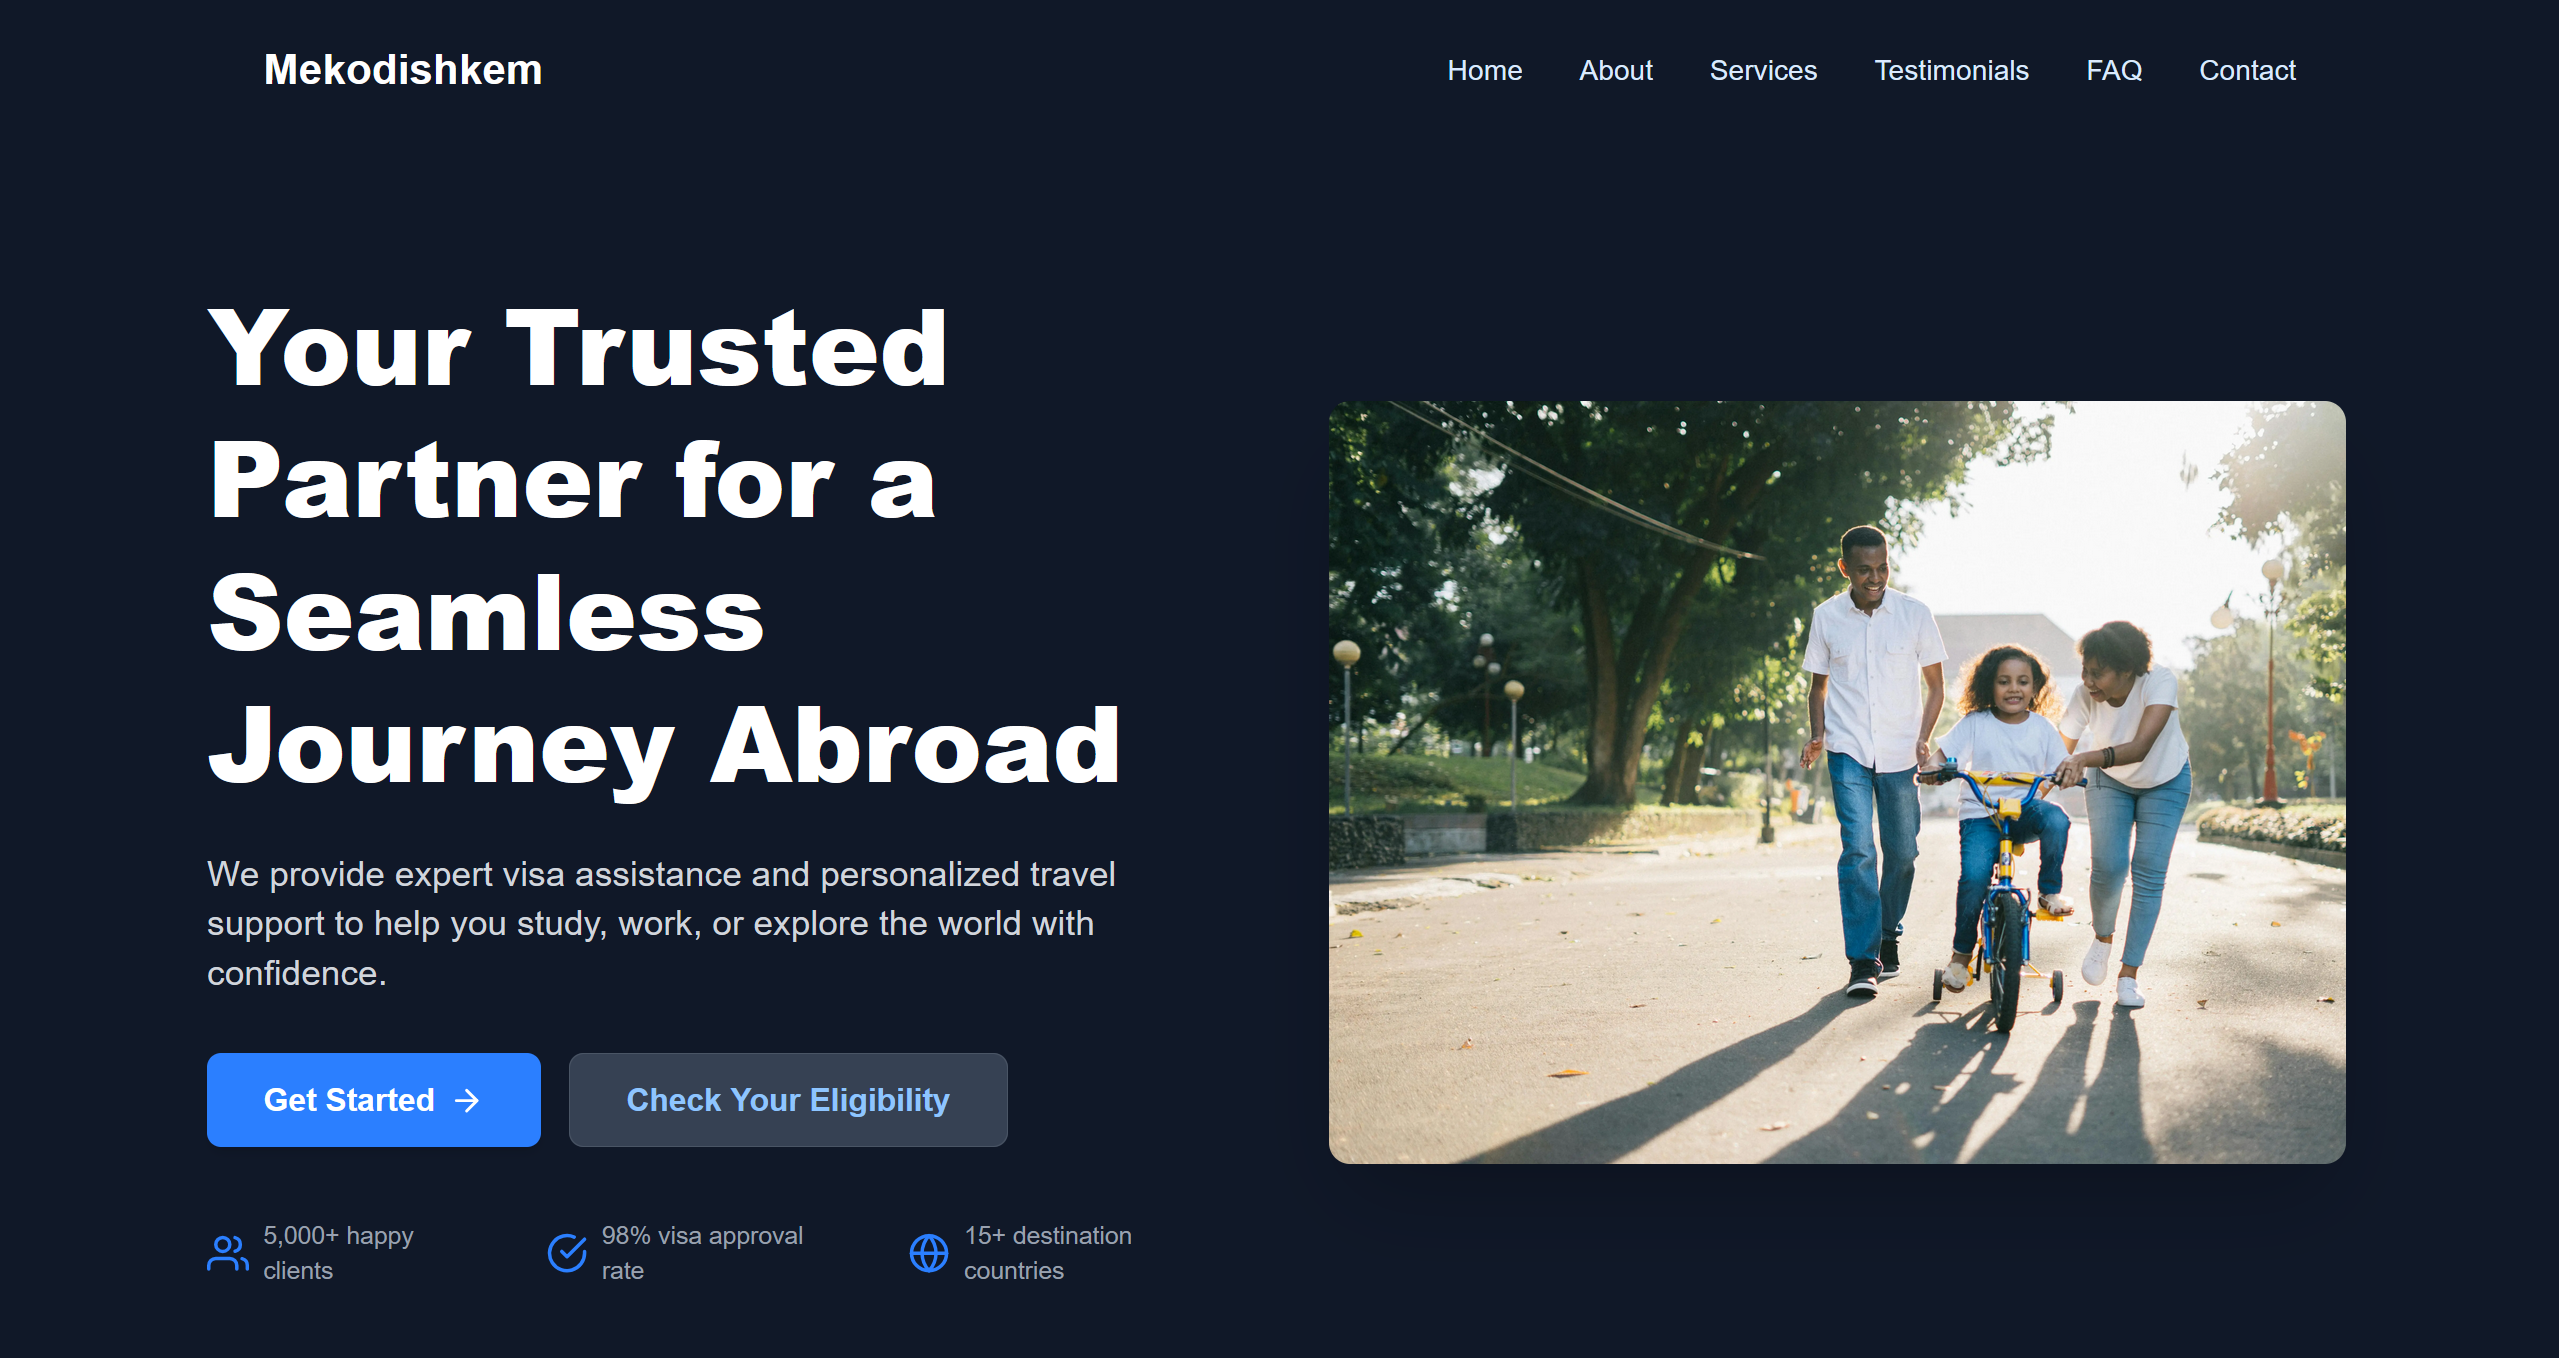 Mekodishkem
Home About Services Testimonials FAQ Contact
Your Trusted
Partner for a
Seamless
Journey Abroad
We provide expert visa assistance and personalized travel
support to help you study, work, or explore the world with
confidence.
Get Started
Check Your Eligibility
5,000+ happy
clients
98% visa approval
rate
15+ destination
countries